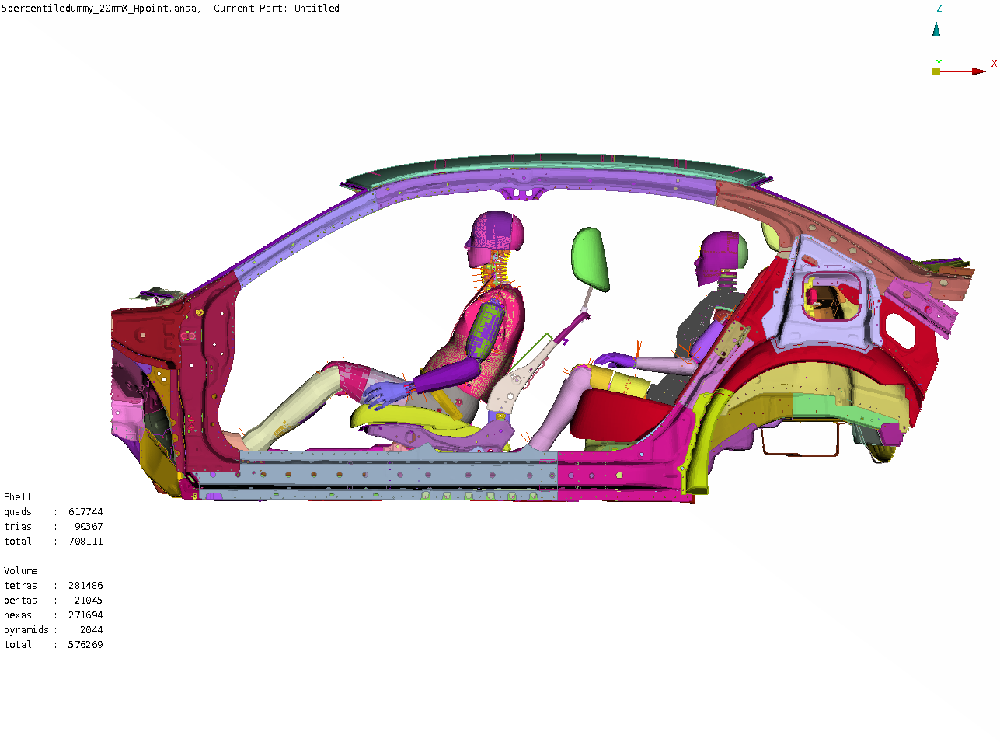 5percentiledummy_20mmX_Hpoint.ansa,  Current Part: Untitled
Z
Y
X
Shell
quads   :  617744
trias   :   90367
total   :  708111
Volume
tetras  :  281486
pentas  :   21045
hexas   :  271694
pyramids :    2044
total   :  576269